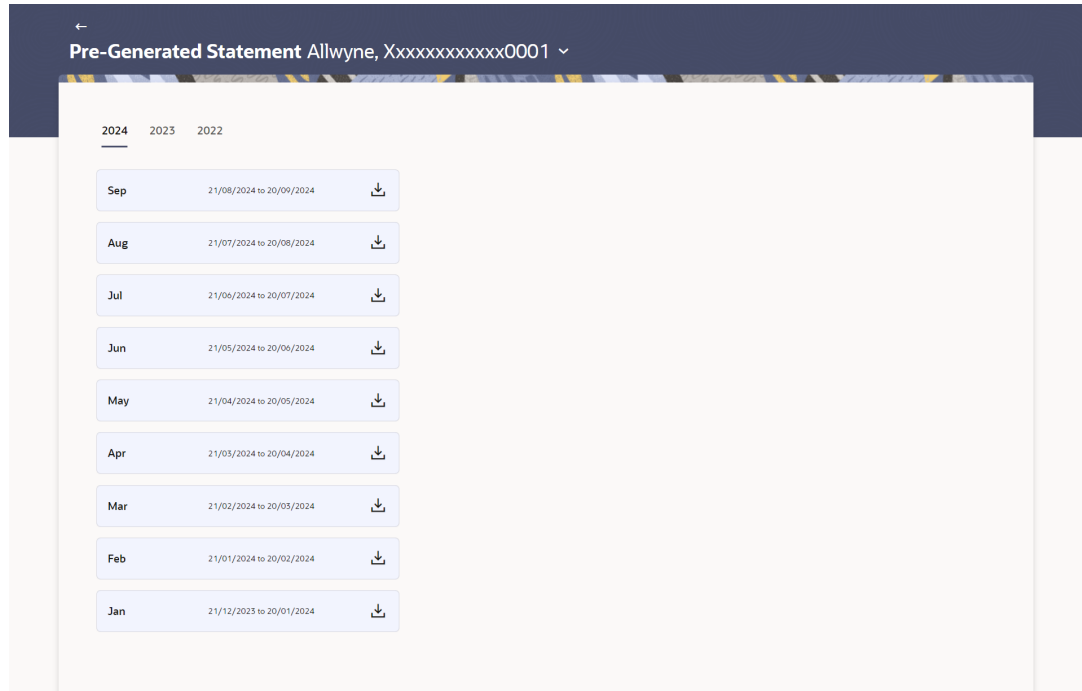 Pre-Generated Statement Allwyne, Xxxxxxxxxxxx0001
2024 2023 2022
Sep 21/08/2024 to 20/09/2024
Aug 21/07/2024 to 20/08/2024
Jul 21/06/2024 to 20/07/2024
Jun 21/05/2024 to 20/06/2024
May 21/04/2024 to 20/05/2024
Apr 21/03/2024 to 20/04/2024
Mar 21/02/2024 to 20/03/2024
Feb 21/01/2024 to 20/02/2024
Jan 21/12/2023 to 20/01/2024